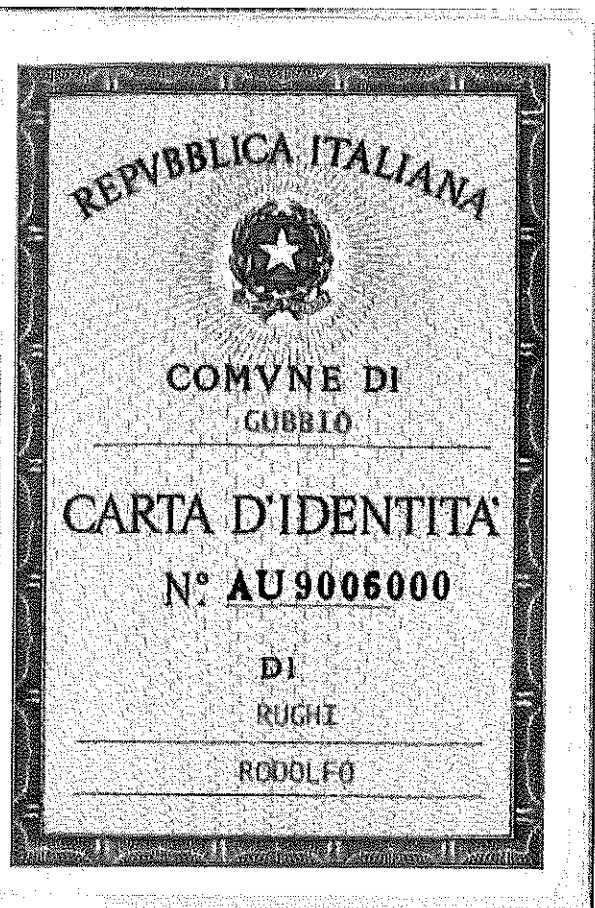 REPVBBLICA ITALIANA
COMVNE DI
GUBBIO
CARTA D'IDENTITA'
N° AU 9006000
DI
RUGHI
RODOLFO